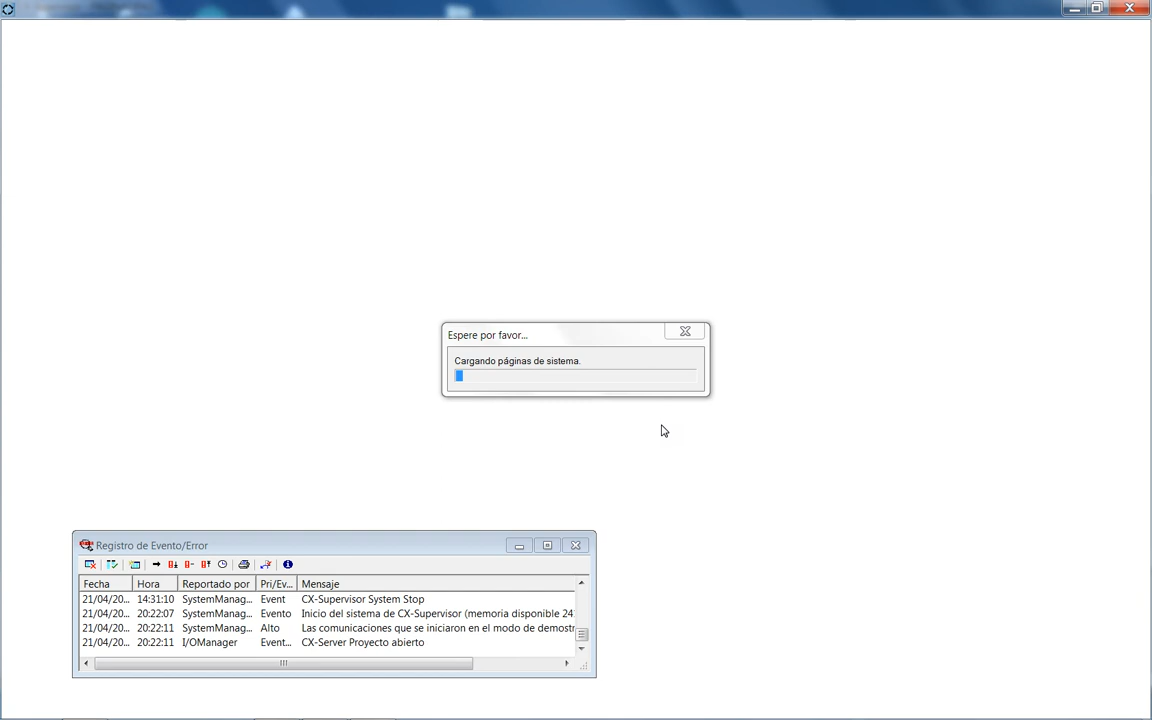 Espere por favor...
Cargando páginas de sistema.
Registro de Evento/Error
Fecha Hora Reportado por Pri/Ev... Mensaje
21/04/20... 14:31:10 SystemManag... Event CX-Supervisor System Stop
21/04/20... 20:22:07 SystemManag... Evento Inicio del sistema de CX-Supervisor (memoria disponible 24
21/04/20... 20:22:11 SystemManag... Alto Las comunicaciones que se iniciaron en el modo de demostr
21/04/20... 20:22:11 I/OManager Event... CX-Server Proyecto abierto